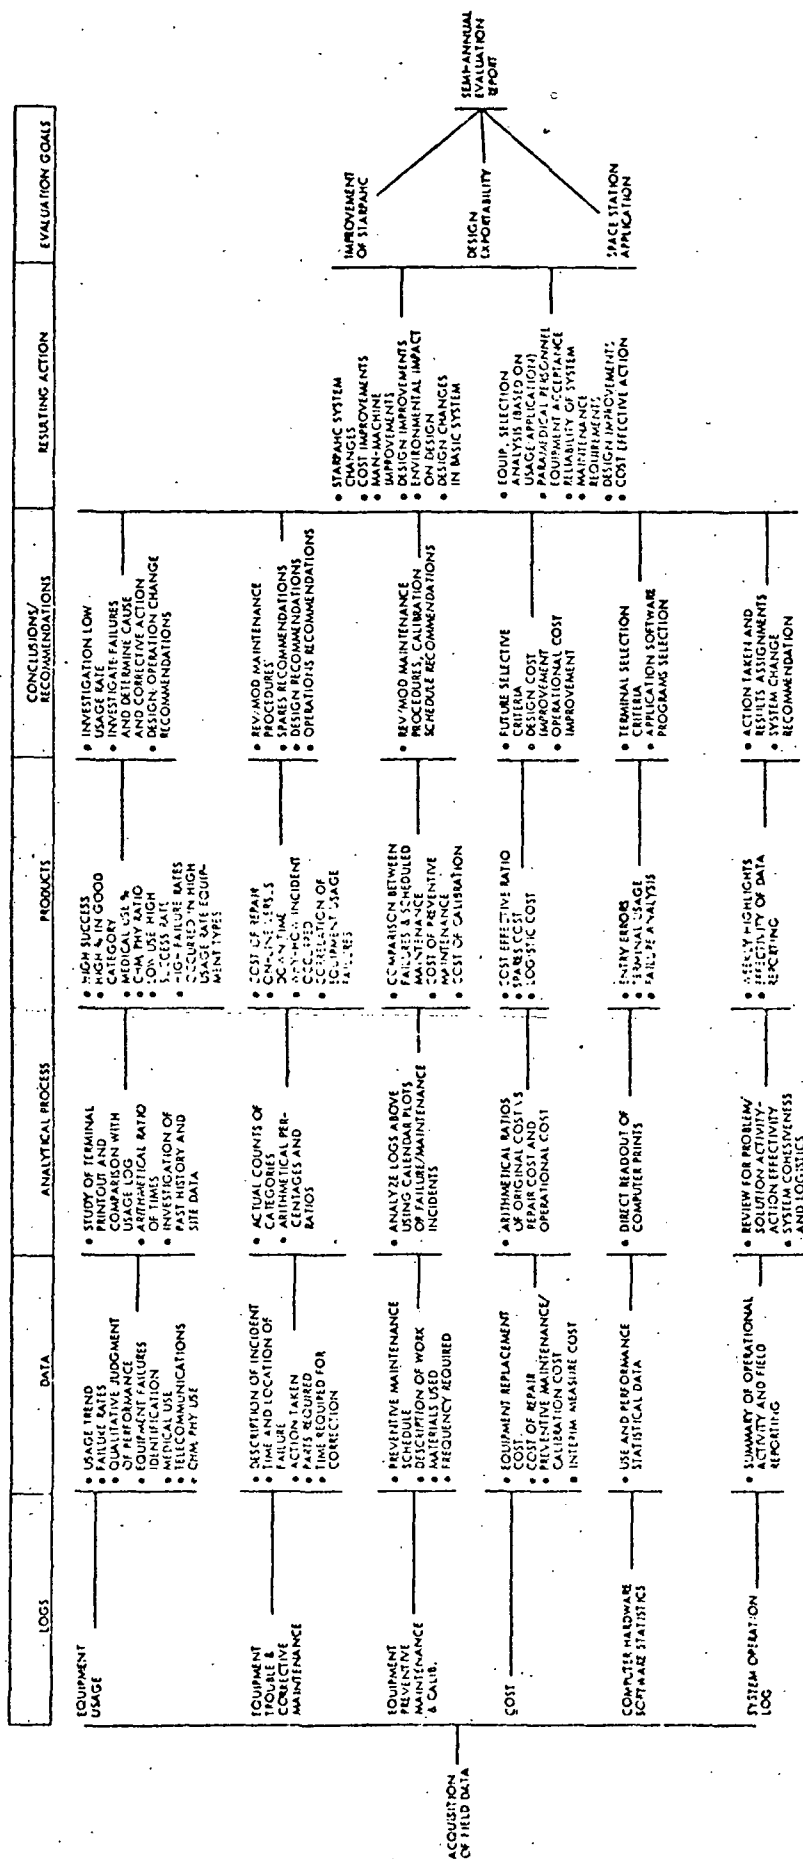 LOGS
DATA
ANALYTICAL PROCESS
PRODUCTS
CONCLUSIONS/
RECOMMENDATIONS
RESULTING ACTION
EVALUATION GOALS
ACQUISITION
OF FIELD DATA
EQUIPMENT
USAGE
• USAGE TREND
• FAILURE RATES
• QUALITATIVE JUDGMENT
OF PERFORMANCE
• EQUIPMENT FAILURES
IDENTIFICATION
• MEDICAL USE
• TELECOMMUNICATIONS
• CHM, PHY USE
• STUDY OF TERMINAL
PRINTOUT AND
COMPARISON WITH
USAGE LOG
• ARITHMETICAL RATIO
OF TIMES
• INVESTIGATION OF
PAST HISTORY AND
SITE DATA
• HIGH SUCCESS
• HIGH % IN GOOD
CATEGORY
• MEDICAL USE %
• CHM, PHY RATIO
• LOW USE HIGH
SUCCESS RATE
• HIGH FAILURE RATES
OCCURRED IN HIGH
USAGE RATE EQUIP-
MENT TYPES
• INVESTIGATION LOW
USAGE RATE
• INVESTIGATE FAILURES
AND DETERMINE CAUSE
AND CORRECTIVE ACTION
• DESIGN/OPERATION CHANGE
RECOMMENDATIONS
EQUIPMENT
TROUBLE &
CORRECTIVE
MAINTENANCE
• DESCRIPTION OF INCIDENT
• TIME AND LOCATION OF
FAILURE
• ACTION TAKEN
• PARTS REQUIRED
• TIME REQUIRED FOR
CORRECTION
• ACTUAL COUNTS OF
CATEGORIES
• ARITHMETICAL PER-
CENTAGES AND
RATIOS
• COST OF REPAIR
• ON-LINE VERSUS
DOWN TIME
• WHY/HOW INCIDENT
OCCURRED
• CORRELATION OF
EQUIPMENT USAGE
FAILURES
• REV/MOD MAINTENANCE
PROCEDURES
• SPARES RECOMMENDATIONS
• DESIGN RECOMMENDATIONS
• OPERATIONS RECOMMENDATIONS
EQUIPMENT
PREVENTIVE
MAINTENANCE
& CALIB.
• PREVENTIVE MAINTENANCE
SCHEDULE
• DESCRIPTION OF WORK
• MATERIALS USED
• FREQUENCY REQUIRED
• ANALYZE LOGS ABOVE
USING CALENDAR PLOTS
OF FAILURE/MAINTENANCE
INCIDENTS
• COMPARISON BETWEEN
FAILURES & SCHEDULED
MAINTENANCE
• COST OF PREVENTIVE
MAINTENANCE
• COST OF CALIBRATION
• REV/MOD MAINTENANCE
PROCEDURES, CALIBRATION
SCHEDULE RECOMMENDATIONS
COST
• EQUIPMENT REPLACEMENT
COST
• COST OF REPAIR
• PREVENTIVE MAINTENANCE/
CALIBRATION COST
• INTERIM MEASURE COST
• ARITHMETICAL RATIOS
OF ORIGINAL COST VS
REPAIR COST AND
OPERATIONAL COST
• COST EFFECTIVE RATIO
• SPARES COST
• LOGISTIC COST
• FUTURE SELECTIVE
CRITERIA
• DESIGN COST
IMPROVEMENT
• OPERATIONAL COST
IMPROVEMENT
COMPUTER HARDWARE
SOFTWARE STATISTICS
• USE AND PERFORMANCE
STATISTICAL DATA
• DIRECT READOUT OF
COMPUTER PRINTS
• ENTRY ERRORS
• TERMINAL USAGE
• FAILURE ANALYSIS
• TERMINAL SELECTION
CRITERIA
• APPLICATION SOFTWARE
PROGRAMS SELECTION
SYSTEM OPERATION
LOG
• SUMMARY OF OPERATIONAL
ACTIVITY AND FIELD
REPORTING
• REVIEW FOR PROBLEM/
SOLUTION ACTIVITY-
ACTION EFFECTIVITY
• SYSTEM COHESIVENESS
AND LOGISTICS
• WEEKLY HIGHLIGHTS
• EFFECTIVITY OF DATA
REPORTING
• ACTION TAKEN AND
RESULTS ASSIGNMENTS
• SYSTEM CHANGE
RECOMMENDATION
• STARPAHC SYSTEM
CHANGES
• COST IMPROVEMENTS
• MAN-MACHINE
IMPROVEMENTS
• DESIGN IMPROVEMENTS
• ENVIRONMENTAL IMPACT
ON DESIGN
• DESIGN CHANGES
IN BASIC SYSTEM
• EQUIP. SELECTION
ANALYSIS (BASED ON
USAGE/APPLICATION)
• PARAMEDICAL PERSONNEL
EQUIPMENT ACCEPTANCE
• RELIABILITY OF SYSTEM
• MAINTENANCE
REQUIREMENTS
• DESIGN IMPROVEMENTS
• COST EFFECTIVE ACTION
IMPROVEMENT
OF STARPAHC
DESIGN
EXPORTABILITY
SPACE STATION
APPLICATION
SEMI-ANNUAL
EVALUATION
REPORT